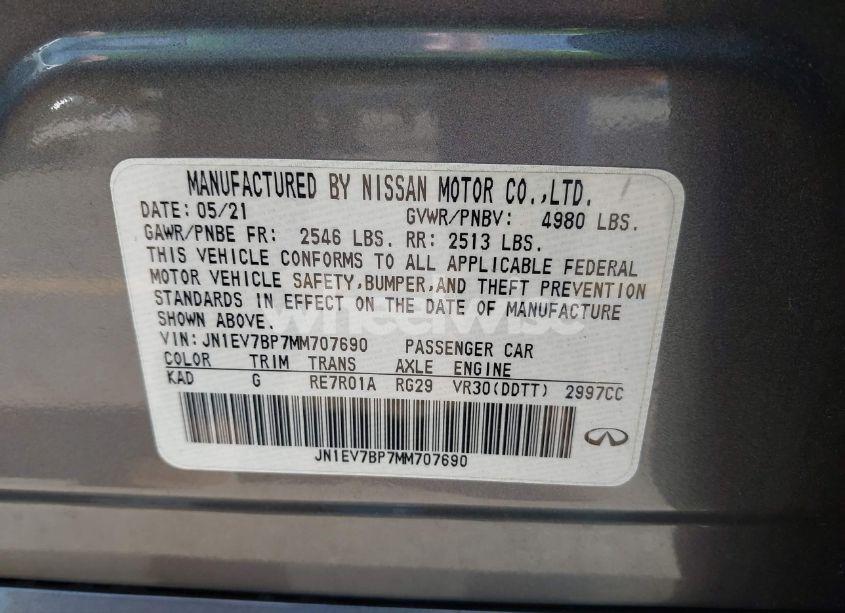 MANUFACTURED BY NISSAN MOTOR CO.,LTD.
DATE: 05/21 GVWR/PNBV: 4980 LBS.
GAWR/PNBE FR: 2546 LBS. RR: 2513 LBS.
THIS VEHICLE CONFORMS TO ALL APPLICABLE FEDERAL
MOTOR VEHICLE SAFETY,BUMPER,AND THEFT PREVENTION
STANDARDS IN EFFECT ON THE DATE OF MANUFACTURE
SHOWN ABOVE.
wheelwise
VIN: JN1EV7BP7MM707690 PASSENGER CAR
COLOR TRIM TRANS AXLE ENGINE
KAD G RE7R01A RG29 VR30(DDTT) 2997CC
JN1EV7BP7MM707690